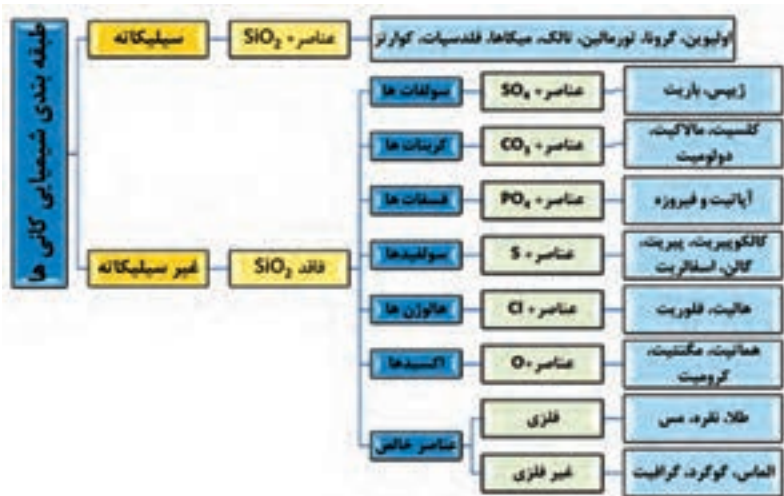 طبقه بندی شیمیایی کانی ها
سیلیکاته
عناصر + SiO₂
اولیوین، گرونا، تورمالین، تالک، میکاها، فلدسپات، کوارتز
غیر سیلیکاته
فاقد SiO₂
سولفات ها
عناصر + SO₄
ژیپس، باریت
کربنات ها
عناصر + CO₃
کلسیت، مالاکیت،
دولومیت
فسفات ها
عناصر + PO₄
آپاتیت و فیروزه
سولفیدها
عناصر + S
کالکوپیریت، پیریت،
گالن، اسفالریت
هالوژن ها
عناصر + Cl
هالیت، فلوریت
اکسیدها
عناصر + O
هماتیت، مگنتیت،
کرومیت
عناصر خالص
فلزی
طلا، نقره، مس
غیر فلزی
الماس، گوگرد، گرافیت